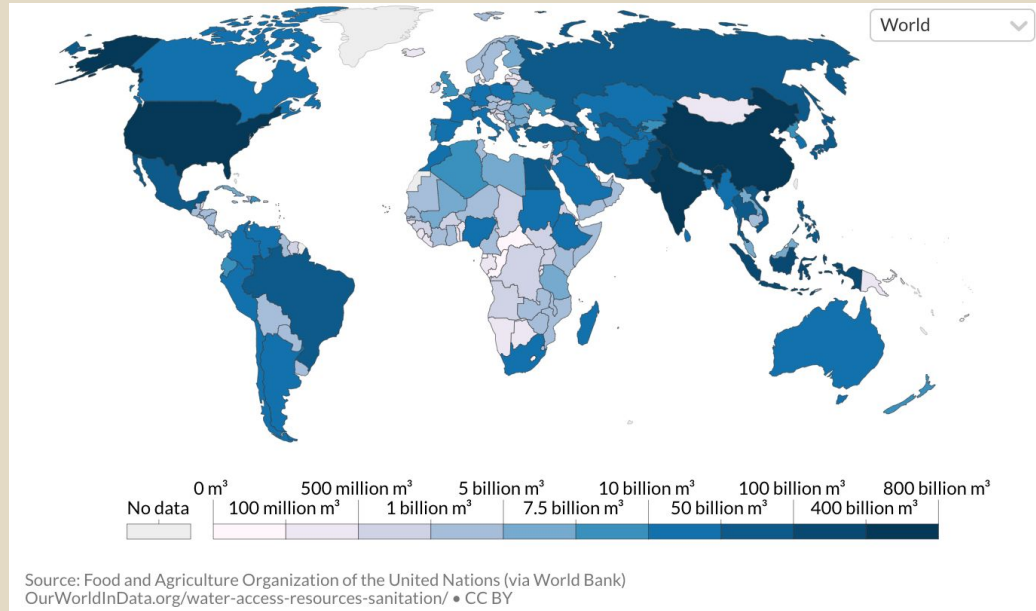 World
0 m³ 500 million m³ 5 billion m³ 10 billion m³ 100 billion m³ 800 billion m³
No data 100 million m³ 1 billion m³ 7.5 billion m³ 50 billion m³ 400 billion m³
Source: Food and Agriculture Organization of the United Nations (via World Bank)
OurWorldInData.org/water-access-resources-sanitation/ • CC BY